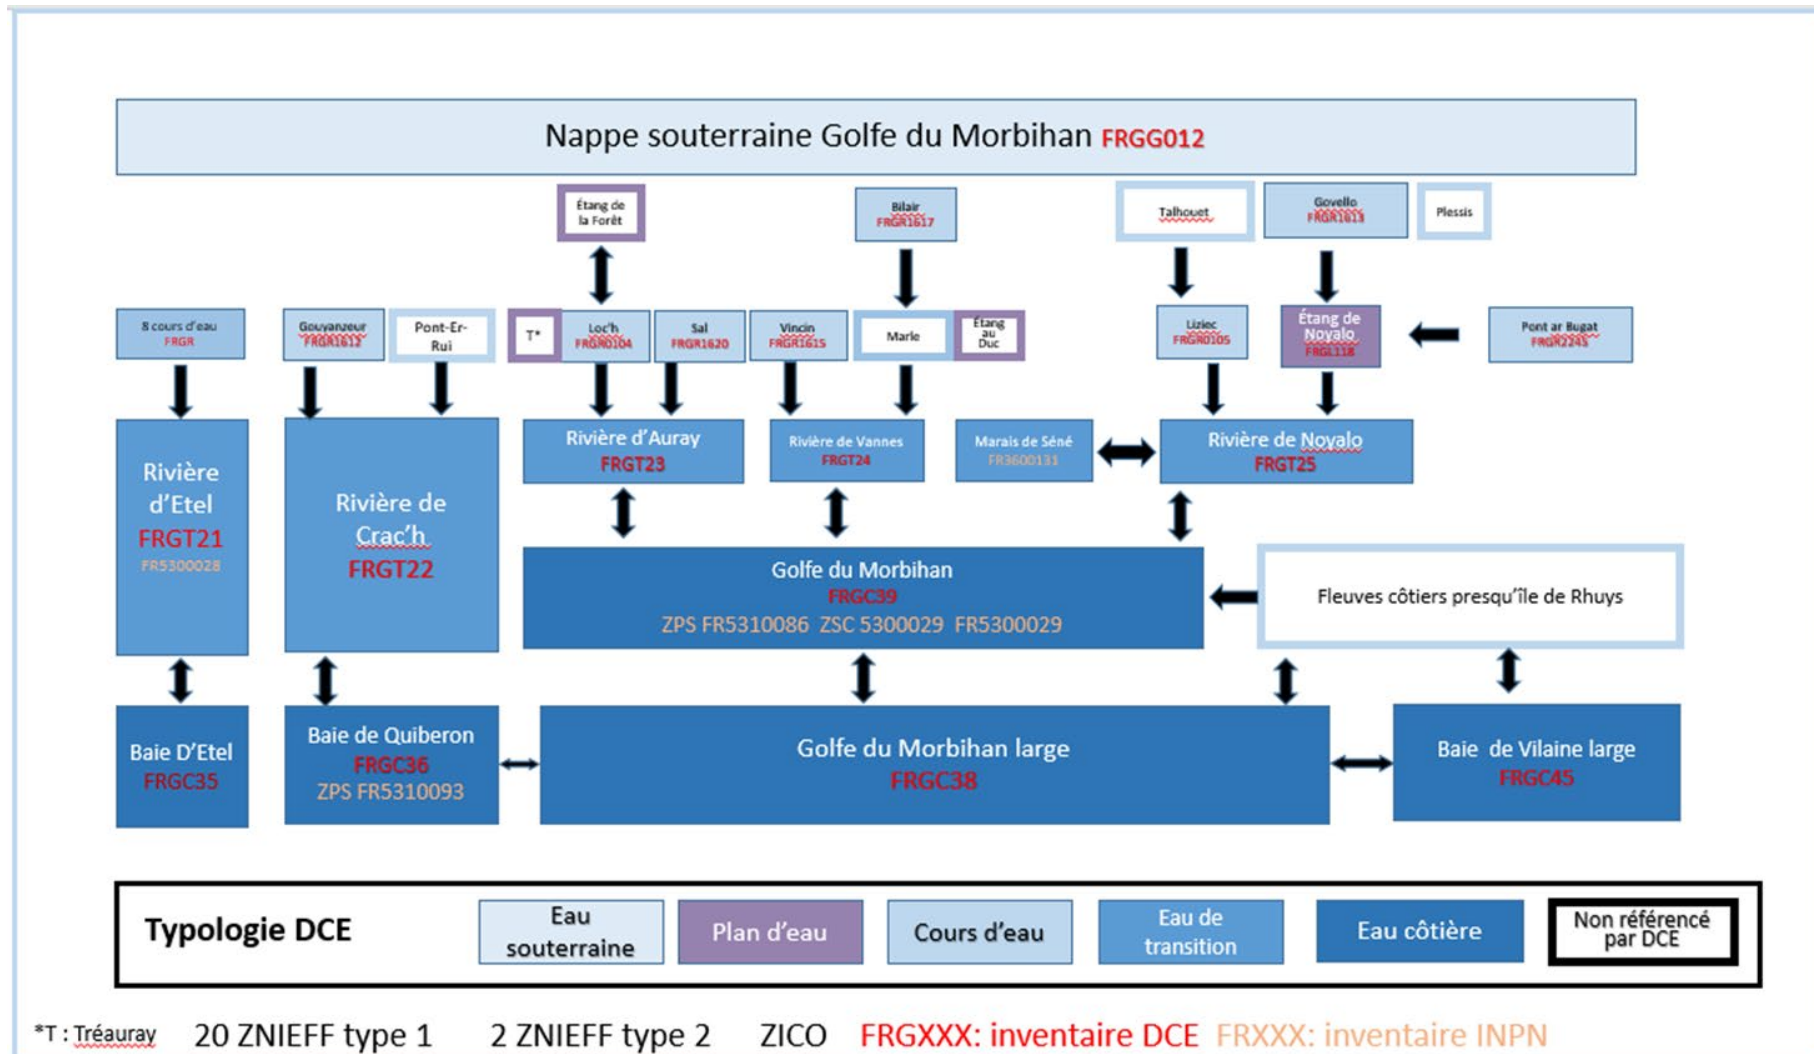 Nappe souterraine Golfe du Morbihan FRGG012
Étang de
la Forêt
Bilair
FRGR1617
Talhouet
Govello
FRGR1613
Plessis
8 cours d'eau
FRGR
Gouyanzeur
FRGR1612
Pont-Er-
Rui
T*
Loc'h
FRGR0104
Sal
FRGR1620
Vincin
FRGR1615
Marle
Étang
au
Duc
Liziec
FRGR0105
Étang de
Noyalo
FRGL118
Pont ar Bugat
FRGR2245
Rivière
d'Etel
FRGT21
FR5300028
Rivière de
Crac'h
FRGT22
Rivière d'Auray
FRGT23
Rivière de Vannes
FRGT24
Marais de Séné
FR3600131
Rivière de Noyalo
FRGT25
Golfe du Morbihan
FRGC39
ZPS FR5310086 ZSC 5300029 FR5300029
Fleuves côtiers presqu'île de Rhuys
Baie D'Etel
FRGC35
Baie de Quiberon
FRGC36
ZPS FR5310093
Golfe du Morbihan large
FRGC38
Baie de Vilaine large
FRGC45
Typologie DCE
Eau
souterraine
Plan d'eau
Cours d'eau
Eau de
transition
Eau côtière
Non référencé
par DCE
*T : Tréauray 20 ZNIEFF type 1 2 ZNIEFF type 2 ZICO FRGXXX: inventaire DCE FRXXX: inventaire INPN